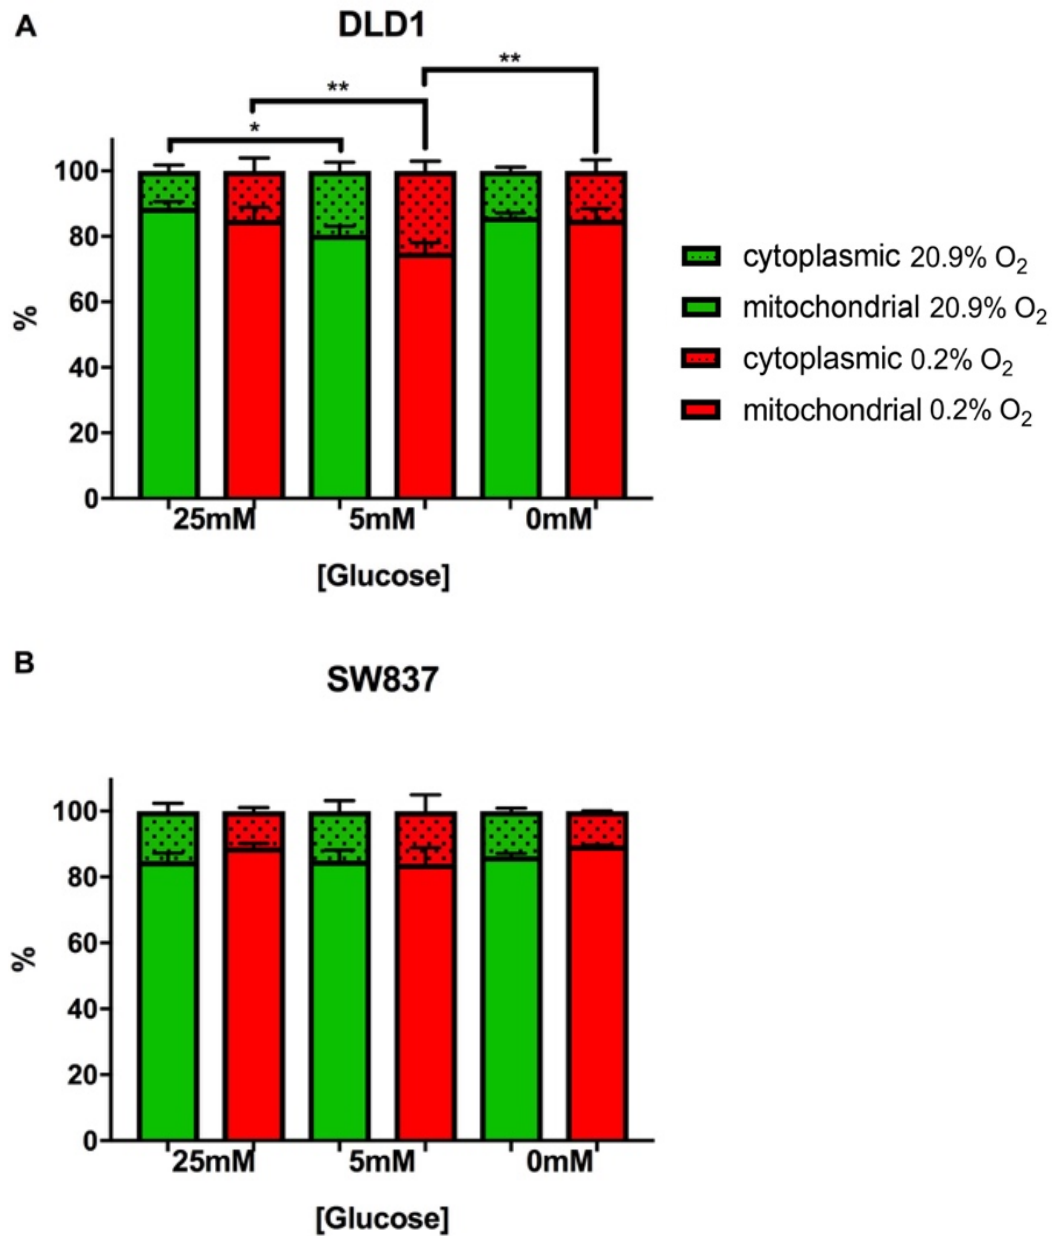 A
DLD1
**
**
*
100
80
60
40
20
0
%
25mM 5mM 0mM
[Glucose]
cytoplasmic 20.9% O₂
mitochondrial 20.9% O₂
cytoplasmic 0.2% O₂
mitochondrial 0.2% O₂
B
SW837
100
80
60
40
20
0
%
25mM 5mM 0mM
[Glucose]